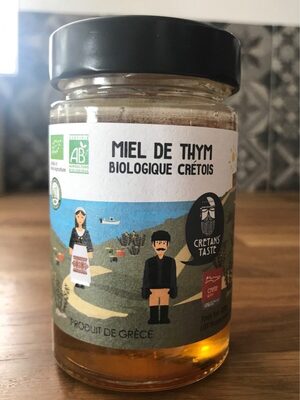 AB
MIEL DE THYM
BIOLOGIQUE CRÉTOIS
CRETANS
TASTE
PRODUIT DE GRÈCE